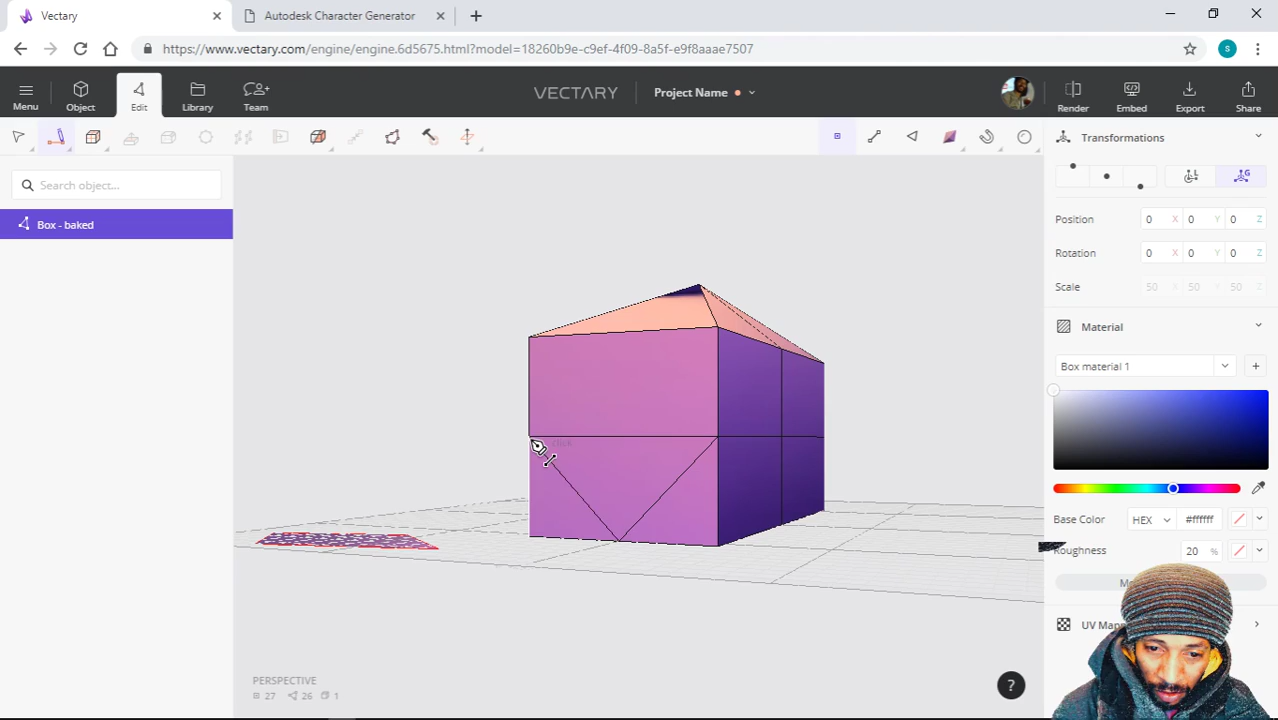 Vectary
Autodesk Character Generator
https://www.vectary.com/engine/engine.6d5675.html?model=18260b9e-c9ef-4f09-8a5f-e9f8aaae7507
S
Menu
Object
Edit
Library
Team
VECTARY
Project Name
Render
Embed
Export
Share
Search object...
Box - baked
Transformations
L
G
Position 0 X 0 Y 0 Z
Rotation 0 X 0 Y 0 Z
Scale 50 X 50 Y 50 Z
Material
Box material 1
Base Color HEX #ffffff
Roughness 20 %
UV Map
PERSPECTIVE
27 26 1
?